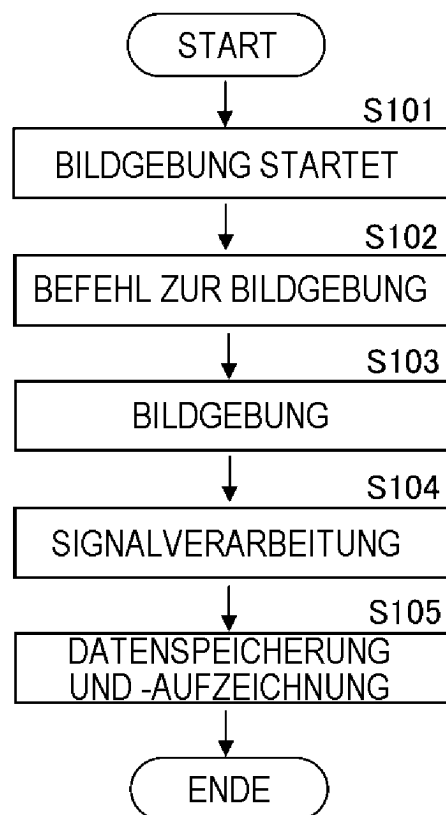 START
S101
BILDGEBUNG STARTET
S102
BEFEHL ZUR BILDGEBUNG
S103
BILDGEBUNG
S104
SIGNALVERARBEITUNG
S105
DATENSPEICHERUNG
UND -AUFZEICHNUNG
ENDE